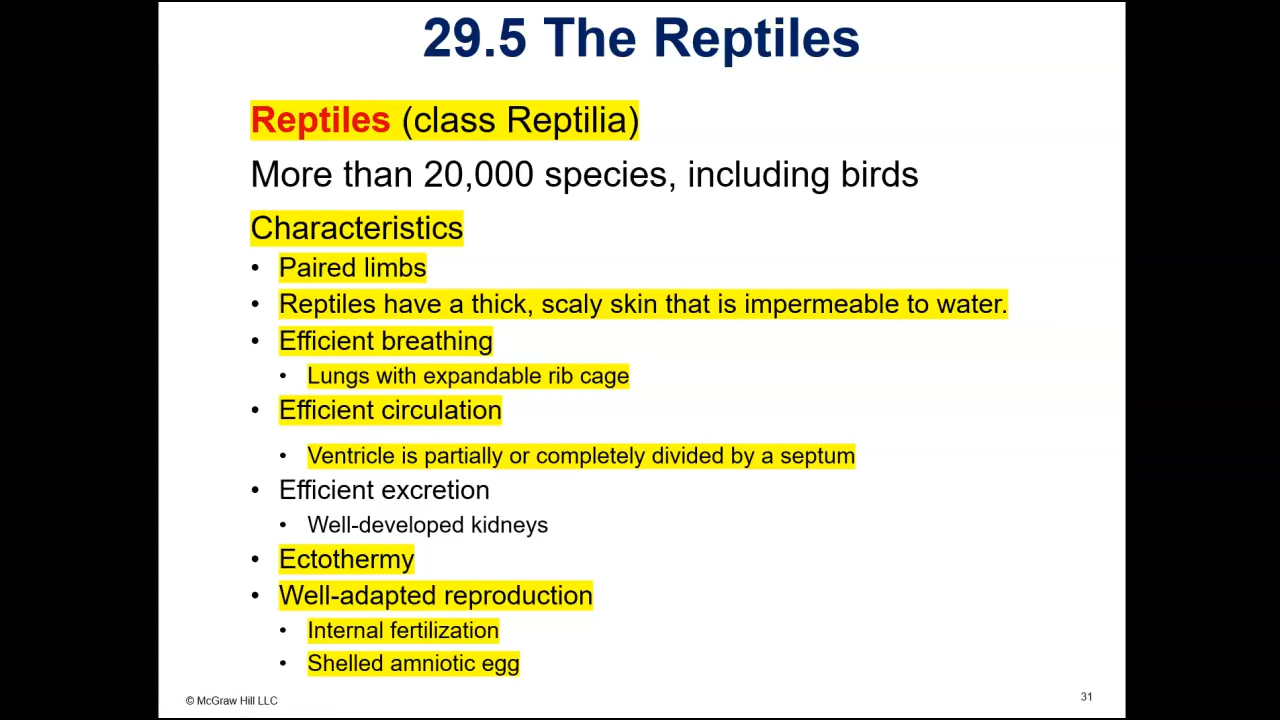 29.5 The Reptiles
Reptiles (class Reptilia)
More than 20,000 species, including birds
Characteristics
• Paired limbs
• Reptiles have a thick, scaly skin that is impermeable to water.
• Efficient breathing
• Lungs with expandable rib cage
• Efficient circulation
• Ventricle is partially or completely divided by a septum
• Efficient excretion
• Well-developed kidneys
• Ectothermy
• Well-adapted reproduction
• Internal fertilization
• Shelled amniotic egg
© McGraw Hill LLC
31